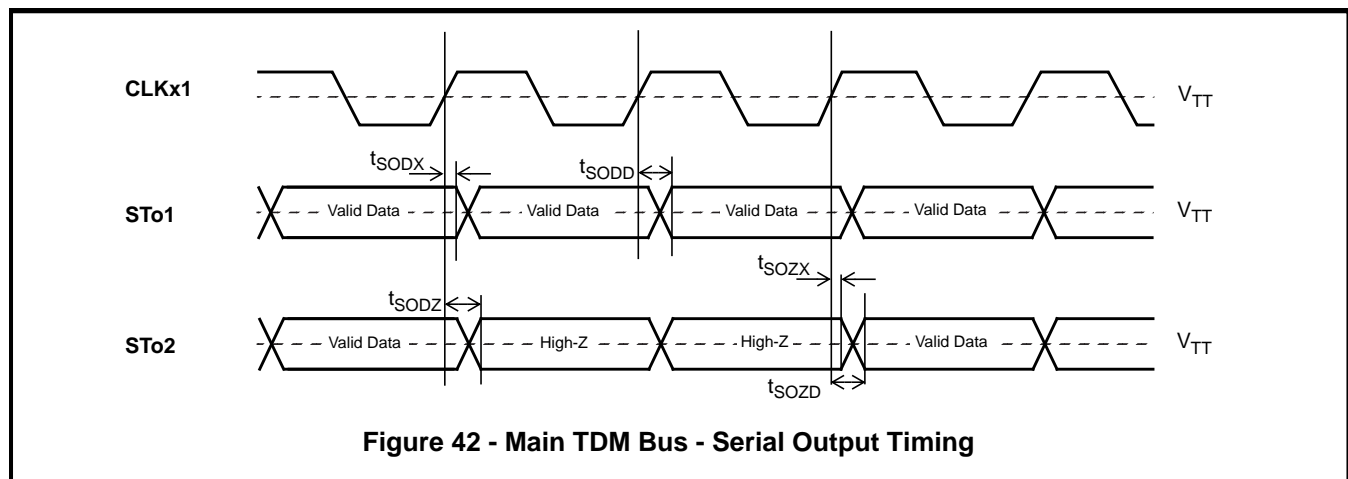 CLKx1
VTT
tSODX
tSODD
STo1
Valid Data
Valid Data
Valid Data
Valid Data
VTT
tSOZX
tSODZ
STo2
Valid Data
High-Z
High-Z
Valid Data
VTT
tSOZD
Figure 42 - Main TDM Bus - Serial Output Timing